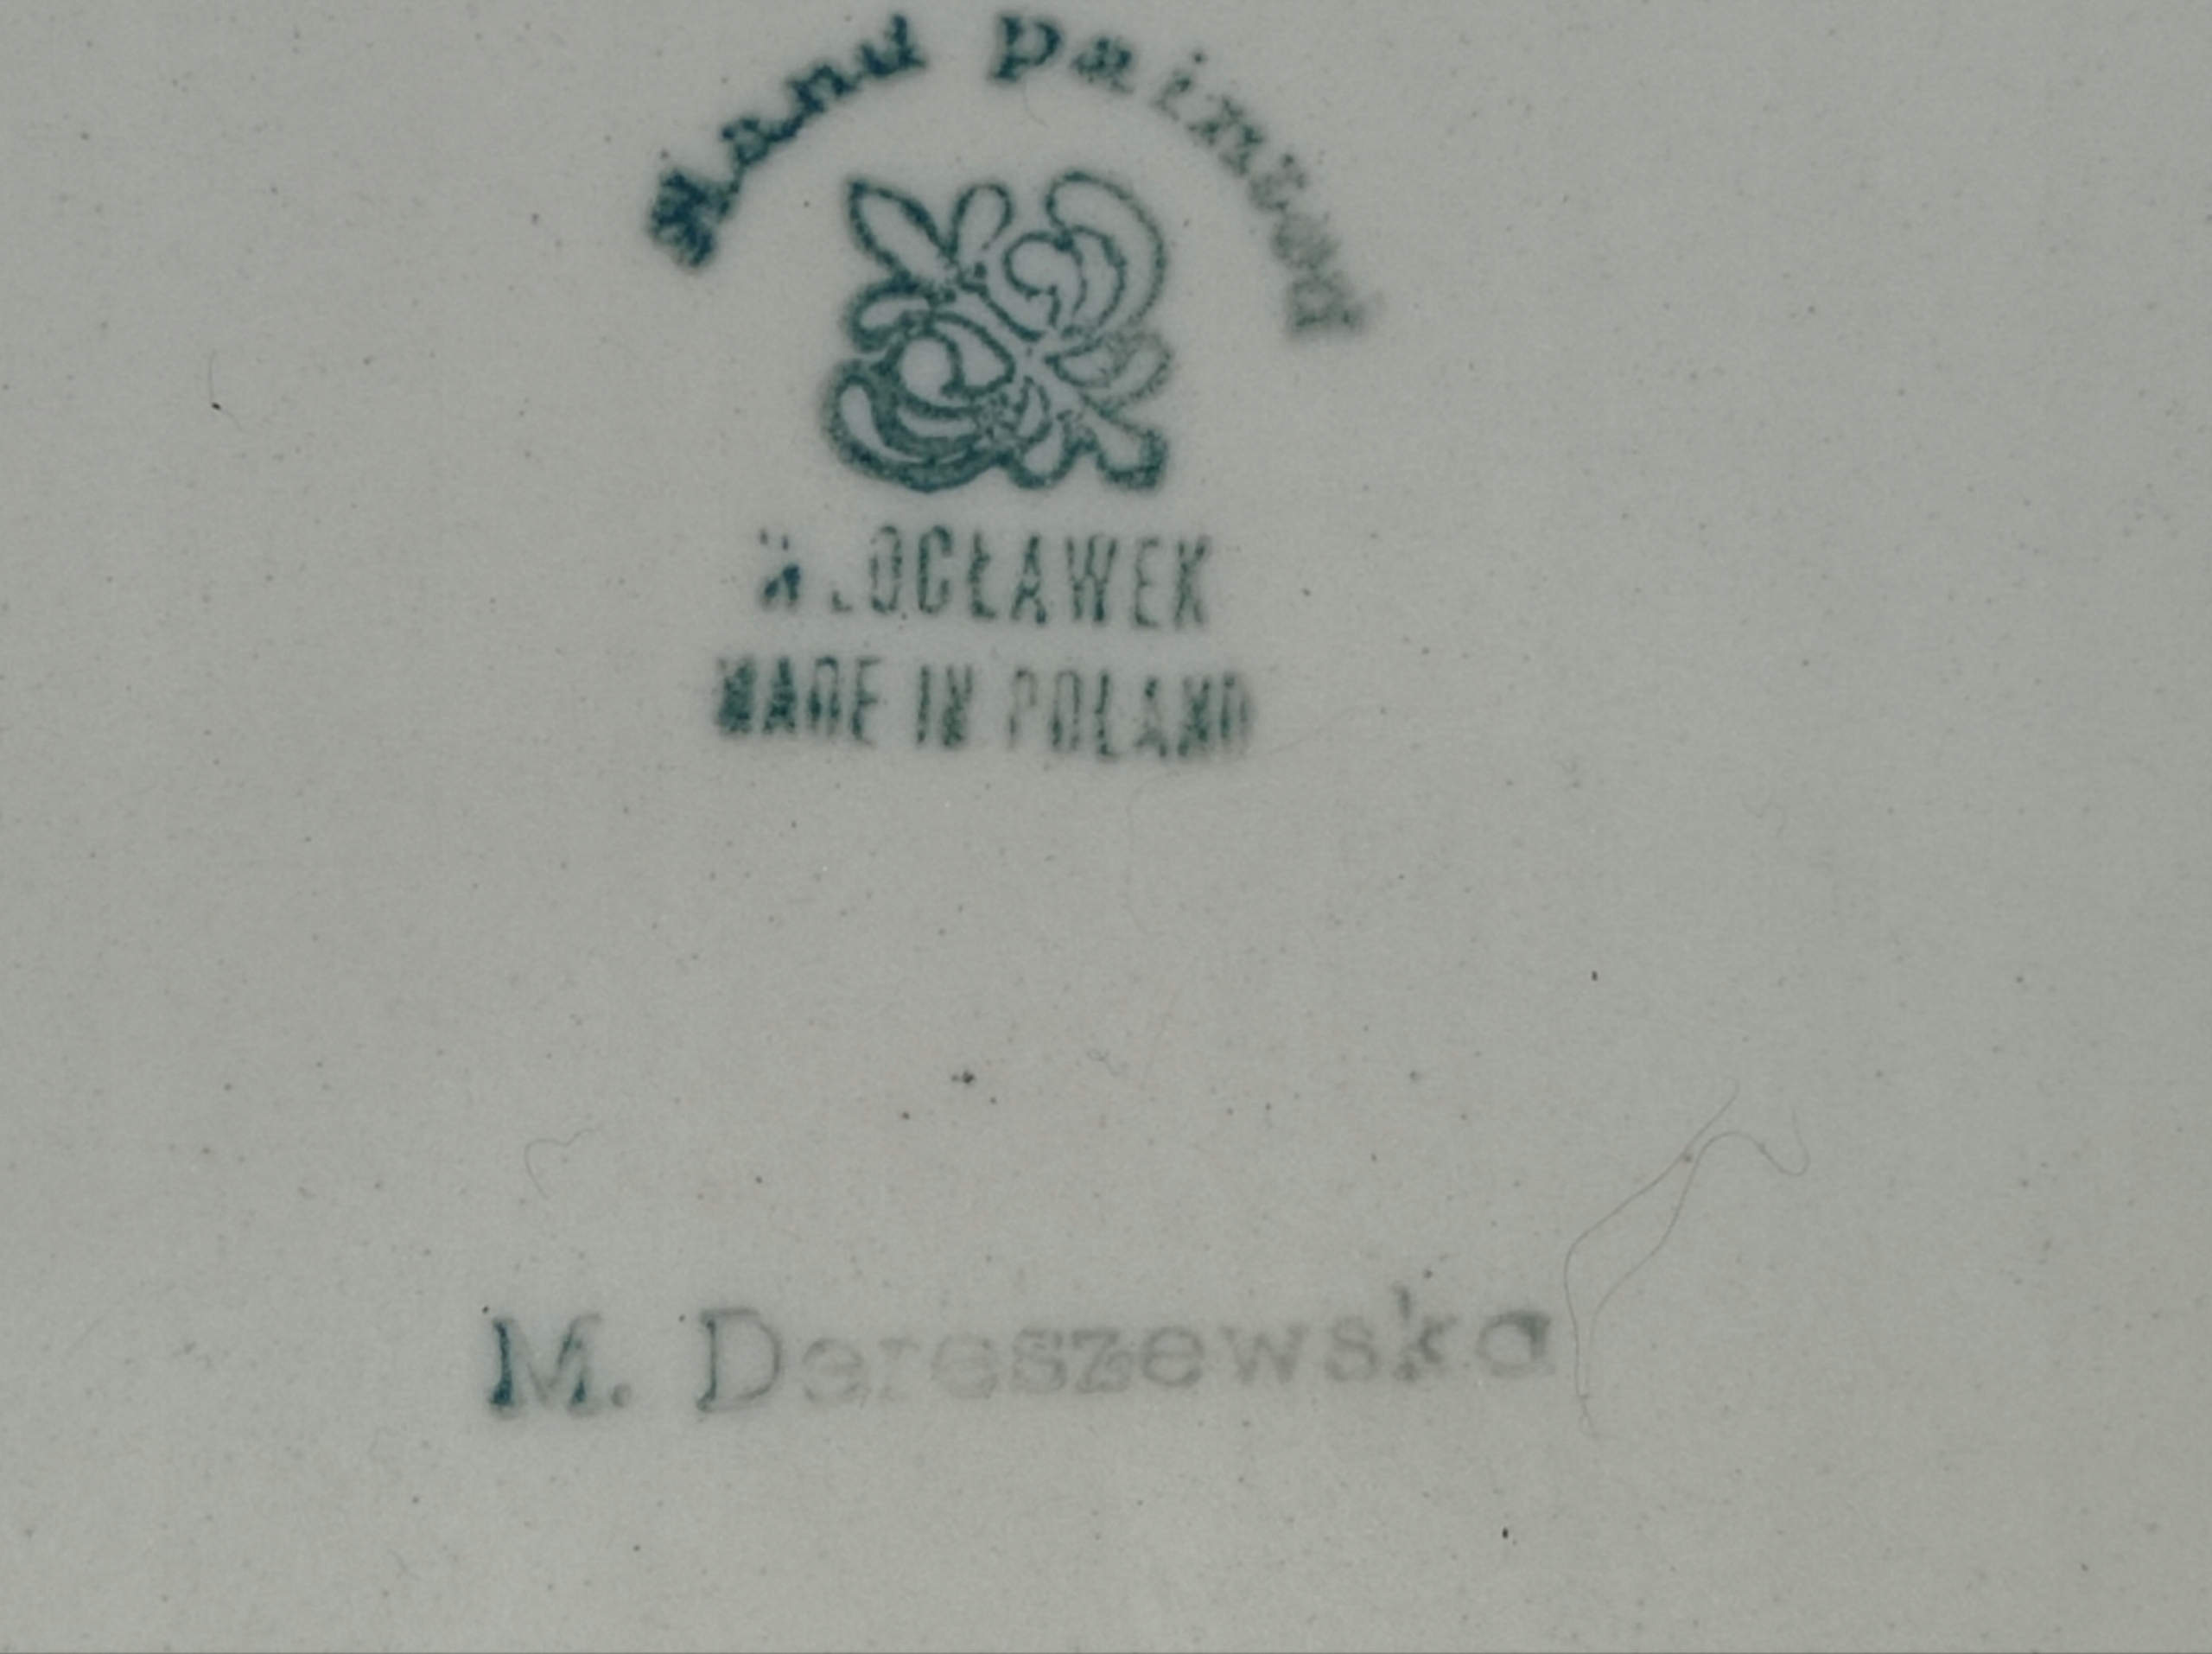 Hand painted
WŁOCŁAWEK
MADE IN POLAND
M. Dereszewska